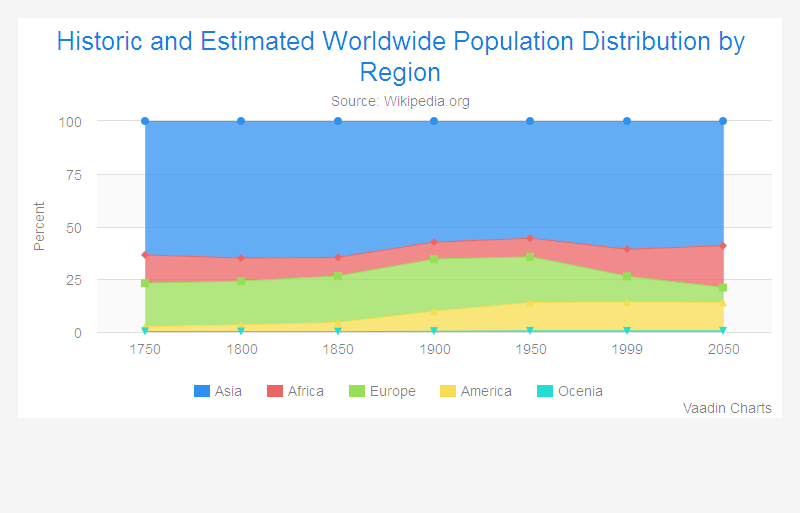 Historic and Estimated Worldwide Population Distribution by
Region
Source: Wikipedia.org
100
75
50
25
0
Percent
1750 1800 1850 1900 1950 1999 2050
Asia Africa Europe America Ocenia
Vaadin Charts